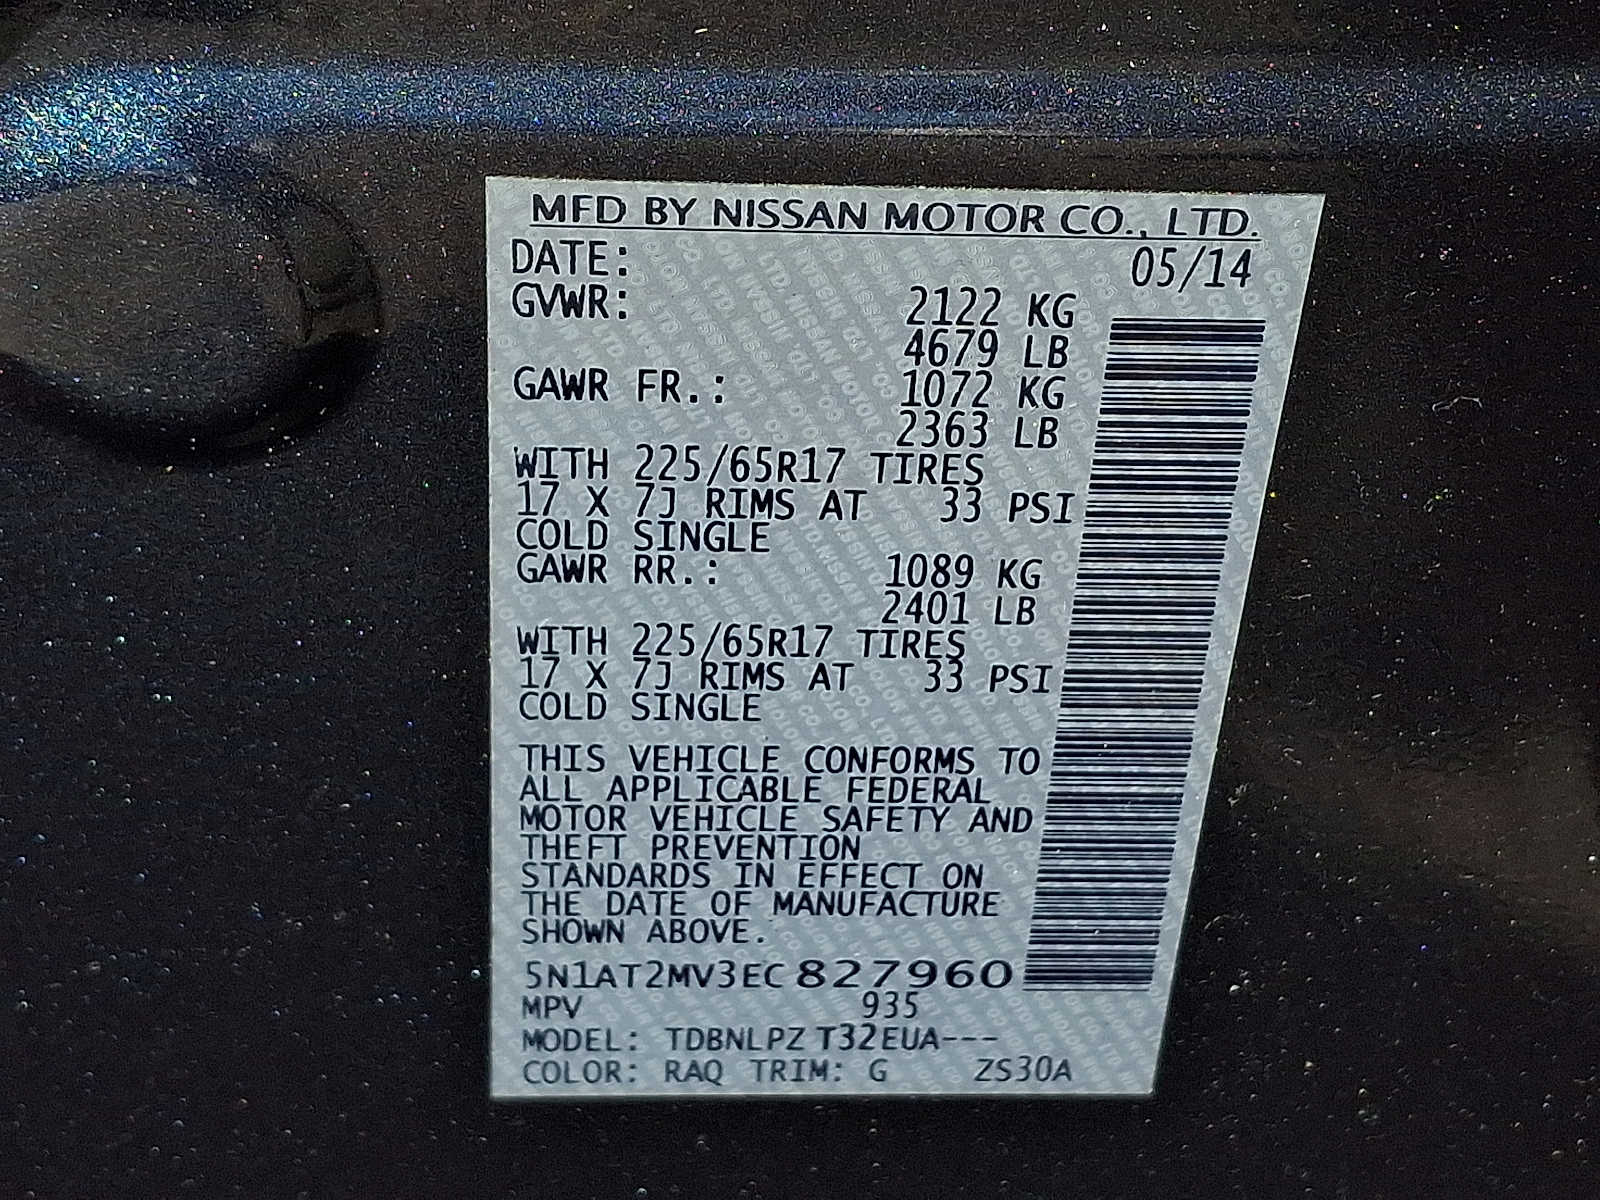 MFD BY NISSAN MOTOR CO., LTD.
DATE: 05/14
GVWR: 2122 KG
4679 LB
GAWR FR.: 1072 KG
2363 LB
WITH 225/65R17 TIRES
17 X 7J RIMS AT 33 PSI
COLD SINGLE
GAWR RR.: 1089 KG
2401 LB
WITH 225/65R17 TIRES
17 X 7J RIMS AT 33 PSI
COLD SINGLE
THIS VEHICLE CONFORMS TO
ALL APPLICABLE FEDERAL
MOTOR VEHICLE SAFETY AND
THEFT PREVENTION
STANDARDS IN EFFECT ON
THE DATE OF MANUFACTURE
SHOWN ABOVE.
5N1AT2MV3EC827960
MPV 935
MODEL: TDBNLPZ T32EUA---
COLOR: RAQ TRIM: G ZS30A